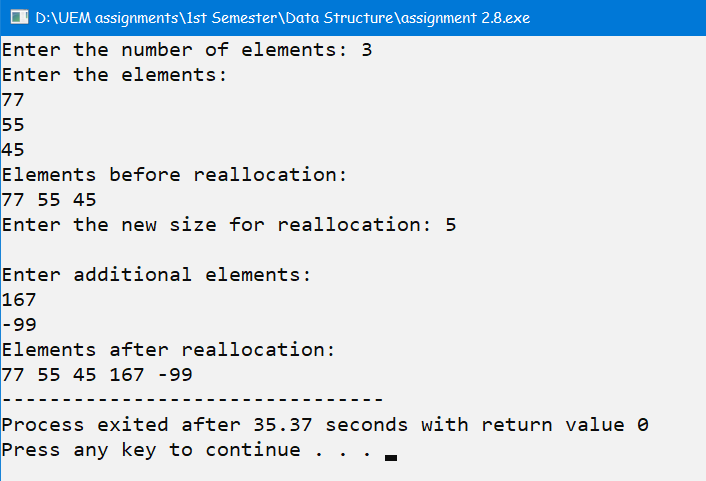 D:\UEM assignments\1st Semester\Data Structure\assignment 2.8.exe
Enter the number of elements: 3
Enter the elements:
77
55
45
Elements before reallocation:
77 55 45
Enter the new size for reallocation: 5
Enter additional elements:
167
-99
Elements after reallocation:
77 55 45 167 -99
--------------------------------
Process exited after 35.37 seconds with return value 0
Press any key to continue . . .